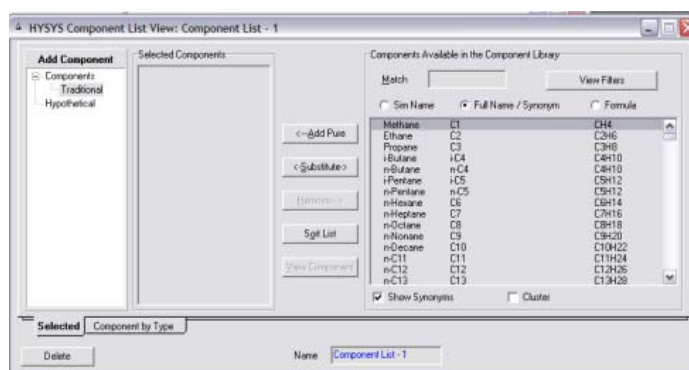 HYSYS Component List View: Component List - 1
Add Component
Components
Traditional
Hypothetical
Selected Components
<--Add Pure
<-Substitute->
Remove-->
Sort List
View Component
Components Available in the Component Library
Match
View Filters
Sim Name Full Name / Synonym Formula
Methane C1 CH4
Ethane C2 C2H6
Propane C3 C3H8
i-Butane i-C4 C4H10
n-Butane n-C4 C4H10
i-Pentane i-C5 C5H12
n-Pentane n-C5 C5H12
n-Hexane C6 C6H14
n-Heptane C7 C7H16
n-Octane C8 C8H18
n-Nonane C9 C9H20
n-Decane C10 C10H22
n-C11 C11 C11H24
n-C12 C12 C12H26
n-C13 C13 C13H28
Show Synonyms Cluster
Selected Component by Type
Delete
Name Component List - 1